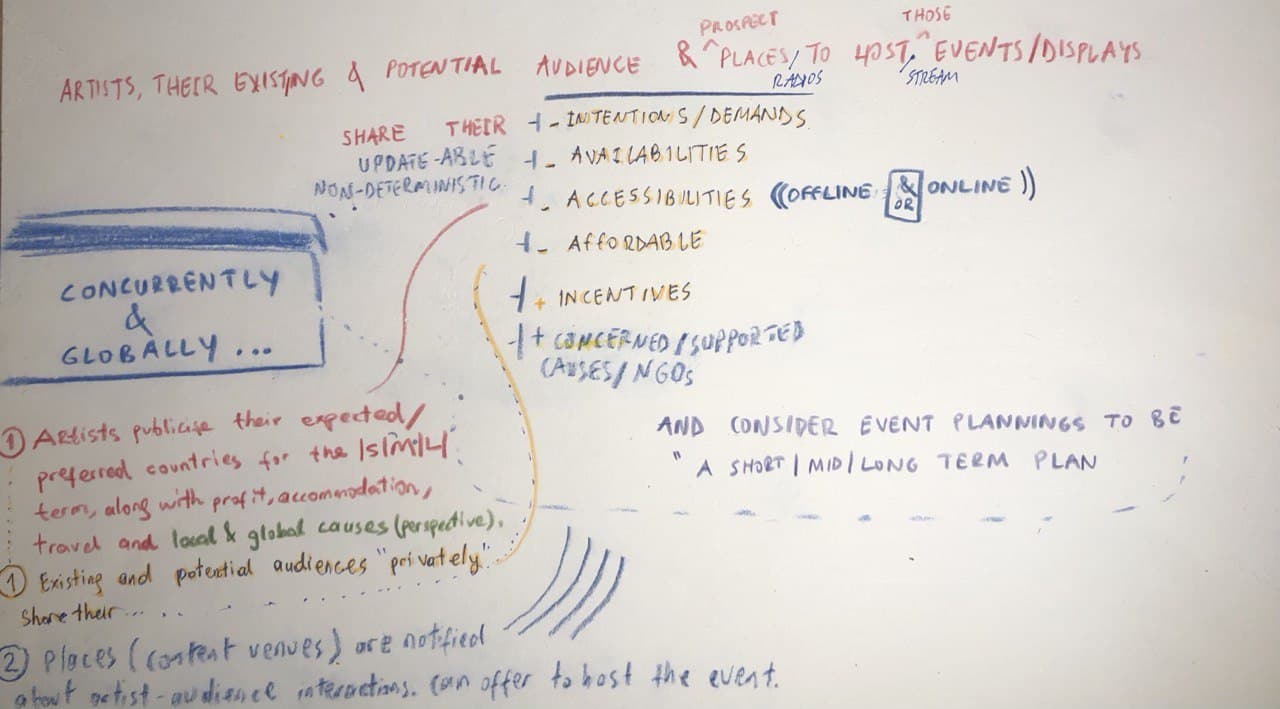 ARTISTS, THEIR EXISTING & POTENTIAL AUDIENCE & ^ PLACES/ TO HOST, ^ EVENTS/DISPLAYS
PROSPECT
THOSE
RADIOS
STREAM
SHARE THEIR
UPDATE-ABLE
NON-DETERMINISTIC.
+- INTENTIONS/DEMANDS
+- AVAILABILITIES
+- ACCESSIBILITIES ((OFFLINE & OR ONLINE))
+- AFFORDABLE
+ + INCENTIVES
+ + CONCERNED/SUPPORTED
CAUSES/NGOs
CONCURRENTLY
&
GLOBALLY ...
AND CONSIDER EVENT PLANNINGS TO BE
" A SHORT/MID/LONG TERM PLAN
1 Artists publicise their expected/
preferred countries for the |S|M|L|
term, along with profit, accommodation,
travel and local & global causes (perspective).
1 Existing and potential audiences "privately"
Share their ...
2 Places (content venues) are notified
about artist-audience interactions. Can offer to host the event.